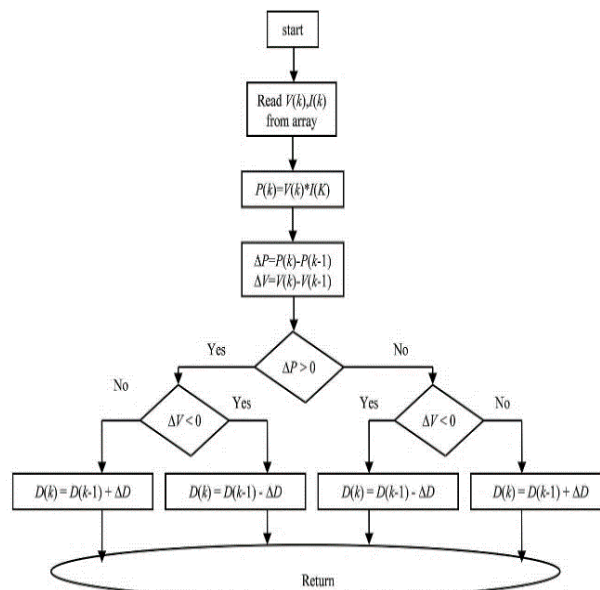 start
Read V(k),I(k)
from array
P(k)=V(k)*I(K)
ΔP=P(k)-P(k-1)
ΔV=V(k)-V(k-1)
Yes
ΔP > 0
No
No
ΔV < 0
Yes
Yes
ΔV < 0
No
D(k) = D(k-1) + ΔD
D(k) = D(k-1) - ΔD
D(k) = D(k-1) - ΔD
D(k) = D(k-1) + ΔD
Return